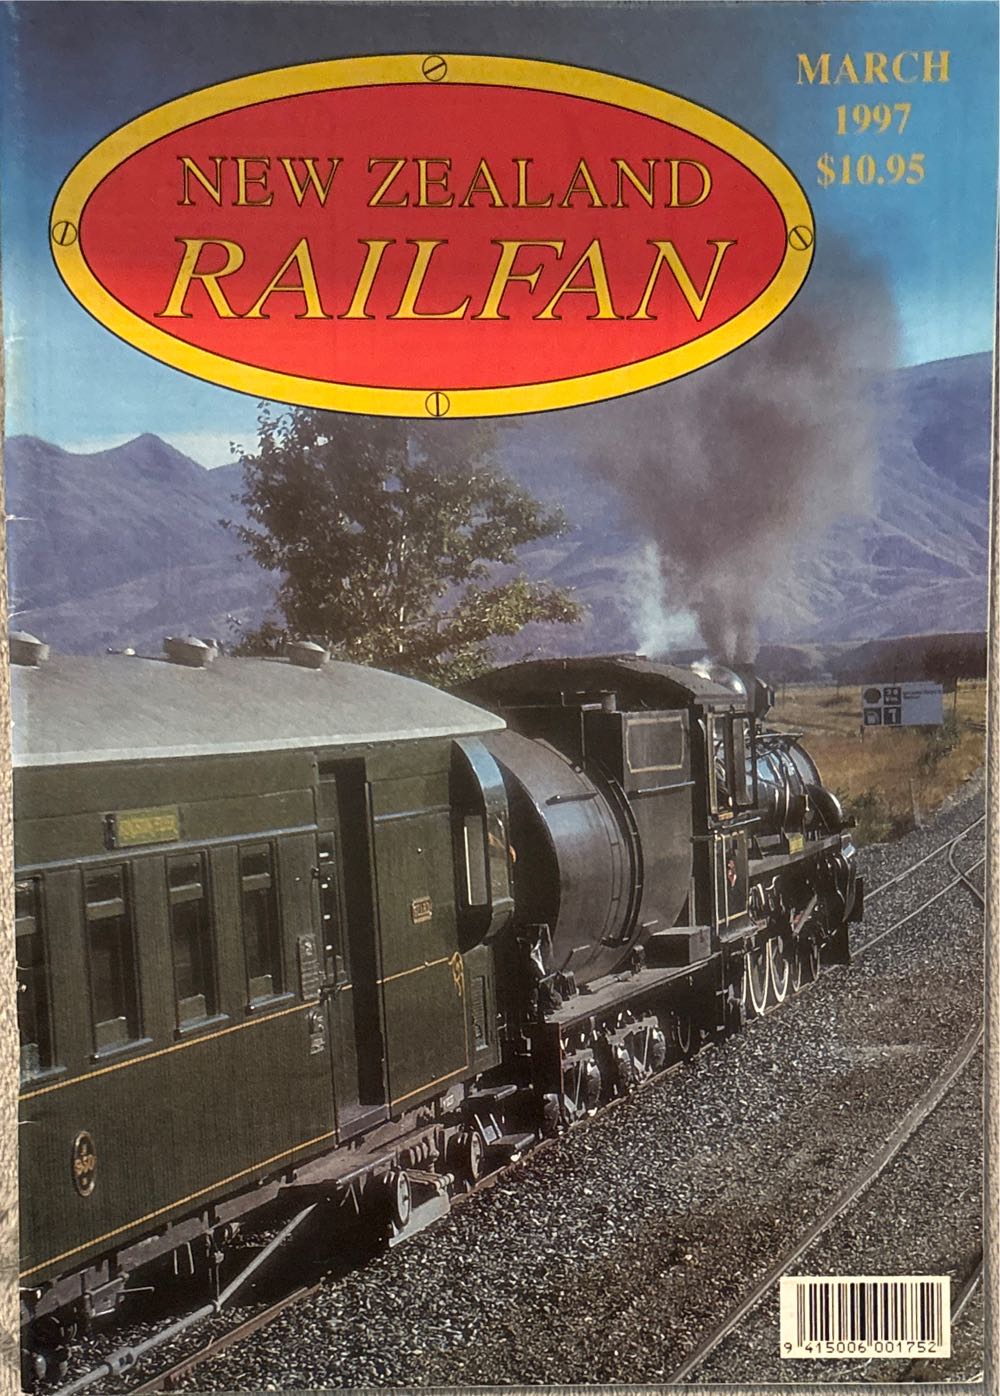 MARCH
1997
$10.95
NEW ZEALAND
RAILFAN
9 415006 001752